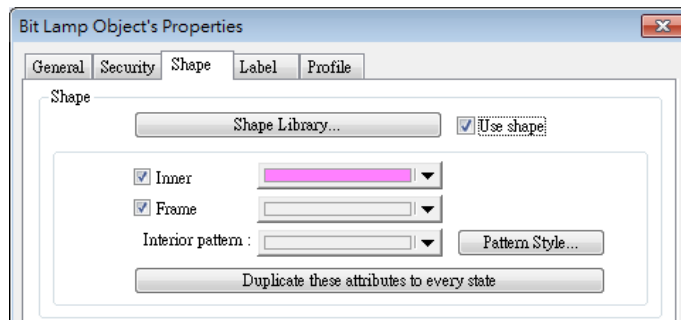 Bit Lamp Object's Properties
General Security Shape Label Profile
Shape
Shape Library... Use shape
Inner
Frame
Interior pattern : Pattern Style...
Duplicate these attributes to every state